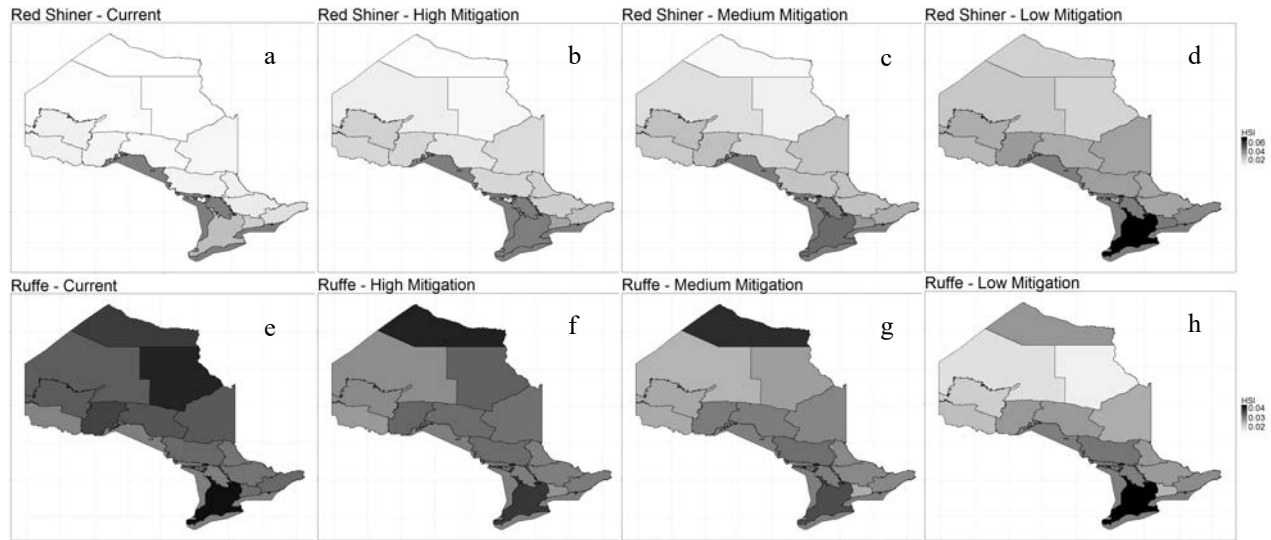 Red Shiner - Current
a
Red Shiner - High Mitigation
b
Red Shiner - Medium Mitigation
c
Red Shiner - Low Mitigation
d
HSI
0.06
0.04
0.02
Ruffe - Current
e
Ruffe - High Mitigation
f
Ruffe - Medium Mitigation
g
Ruffe - Low Mitigation
h
HSI
0.04
0.03
0.02